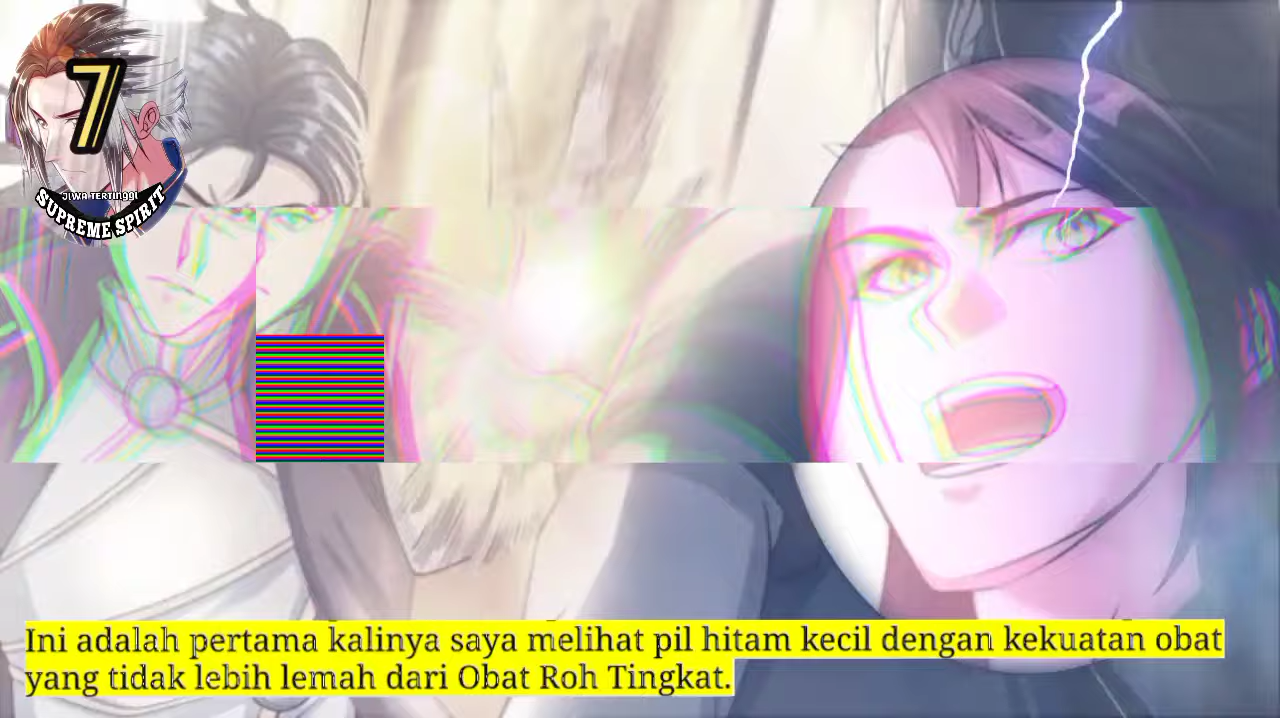 7
JIWA TERTINGGI
SUPREME SPIRIT
Ini adalah pertama kalinya saya melihat pil hitam kecil dengan kekuatan obat
yang tidak lebih lemah dari Obat Roh Tingkat.